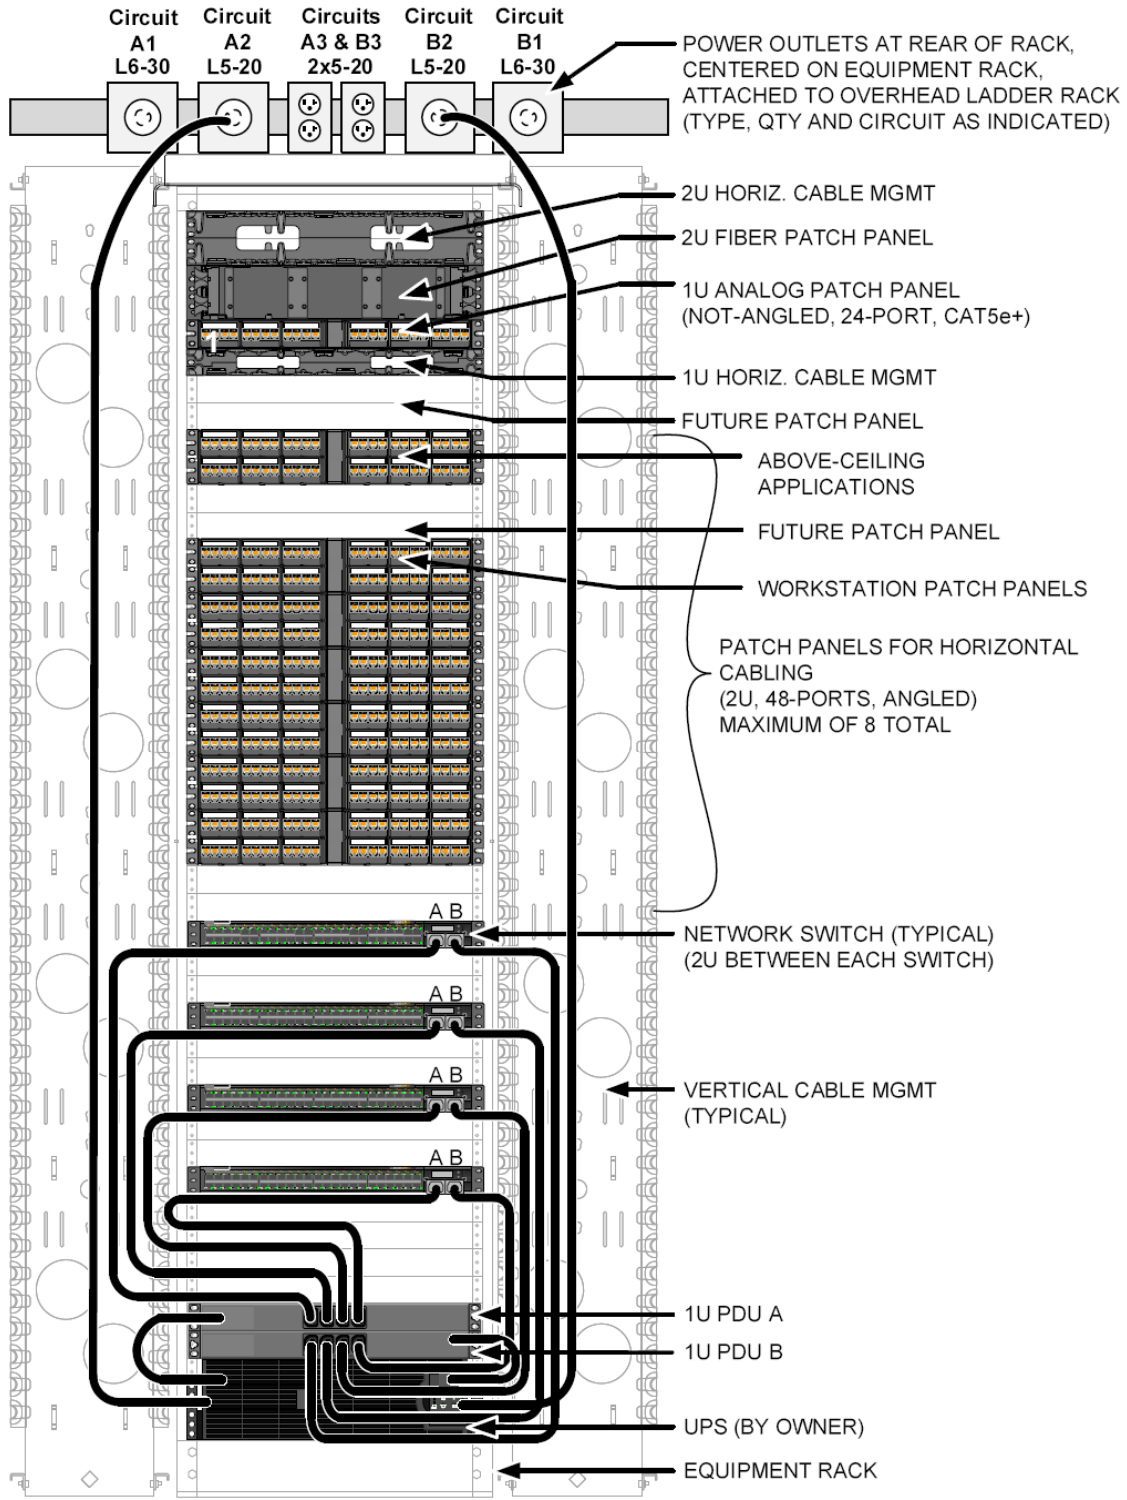 Circuit
A1
L6-30
Circuit
A2
L5-20
Circuits
A3 & B3
2x5-20
Circuit
B2
L5-20
Circuit
B1
L6-30
POWER OUTLETS AT REAR OF RACK,
CENTERED ON EQUIPMENT RACK,
ATTACHED TO OVERHEAD LADDER RACK
(TYPE, QTY AND CIRCUIT AS INDICATED)
2U HORIZ. CABLE MGMT
2U FIBER PATCH PANEL
1U ANALOG PATCH PANEL
(NOT-ANGLED, 24-PORT, CAT5e+)
1
1U HORIZ. CABLE MGMT
FUTURE PATCH PANEL
ABOVE-CEILING
APPLICATIONS
FUTURE PATCH PANEL
WORKSTATION PATCH PANELS
PATCH PANELS FOR HORIZONTAL
CABLING
(2U, 48-PORTS, ANGLED)
MAXIMUM OF 8 TOTAL
A B
NETWORK SWITCH (TYPICAL)
(2U BETWEEN EACH SWITCH)
A B
A B
VERTICAL CABLE MGMT
(TYPICAL)
A B
1U PDU A
1U PDU B
UPS (BY OWNER)
EQUIPMENT RACK